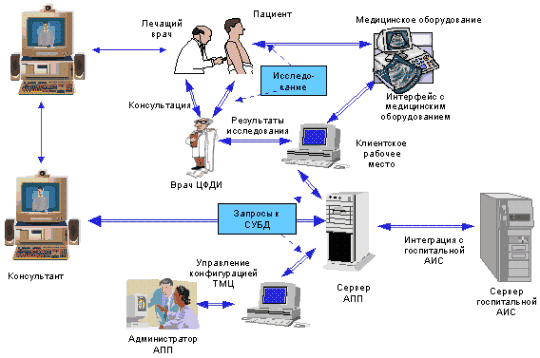 Лечащий
врач
Пациент
Медицинское оборудование
Исследо-
вание
Консультация
Результаты
исследования
Интерфейс с
медицинским
оборудованием
Врач ЦФДИ
Клиентское
рабочее
место
Запросы к
СУБД
Консультант
Управление
конфигурацией
ТМЦ
Сервер
АПП
Интеграция с
госпитальной
АИС
Сервер
госпитальной
АИС
Администратор
АПП